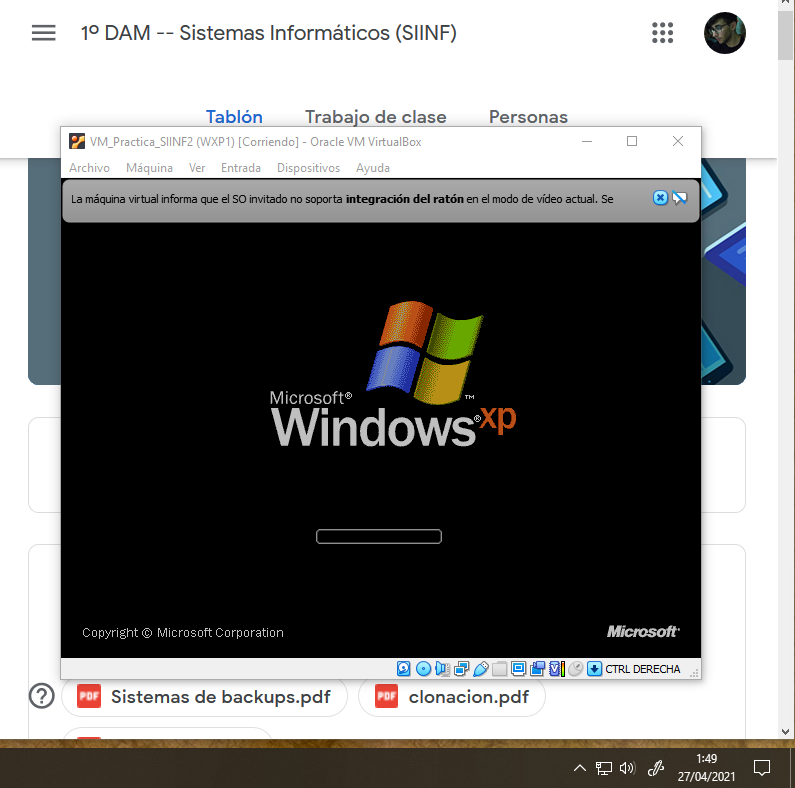 1º DAM -- Sistemas Informáticos (SIINF)
Tablón Trabajo de clase Personas
VM_Practica_SIINF2 (WXP1) [Corriendo] - Oracle VM VirtualBox
Archivo Máquina Ver Entrada Dispositivos Ayuda
La máquina virtual informa que el SO invitado no soporta integración del ratón en el modo de vídeo actual. Se
Microsoft®
Windows® xp ™
Copyright © Microsoft Corporation
Microsoft®
CTRL DERECHA
PDF Sistemas de backups.pdf PDF clonacion.pdf
1:49
27/04/2021